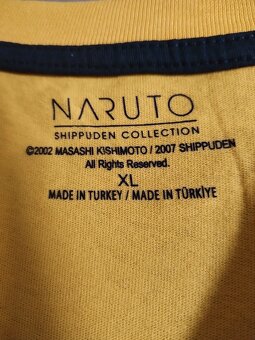 NARUTO
SHIPPUDEN COLLECTION
©2002 MASASHI KISHIMOTO / 2007 SHIPPUDEN
All Rights Reserved.
XL
MADE IN TURKEY / MADE IN TÜRKİYE